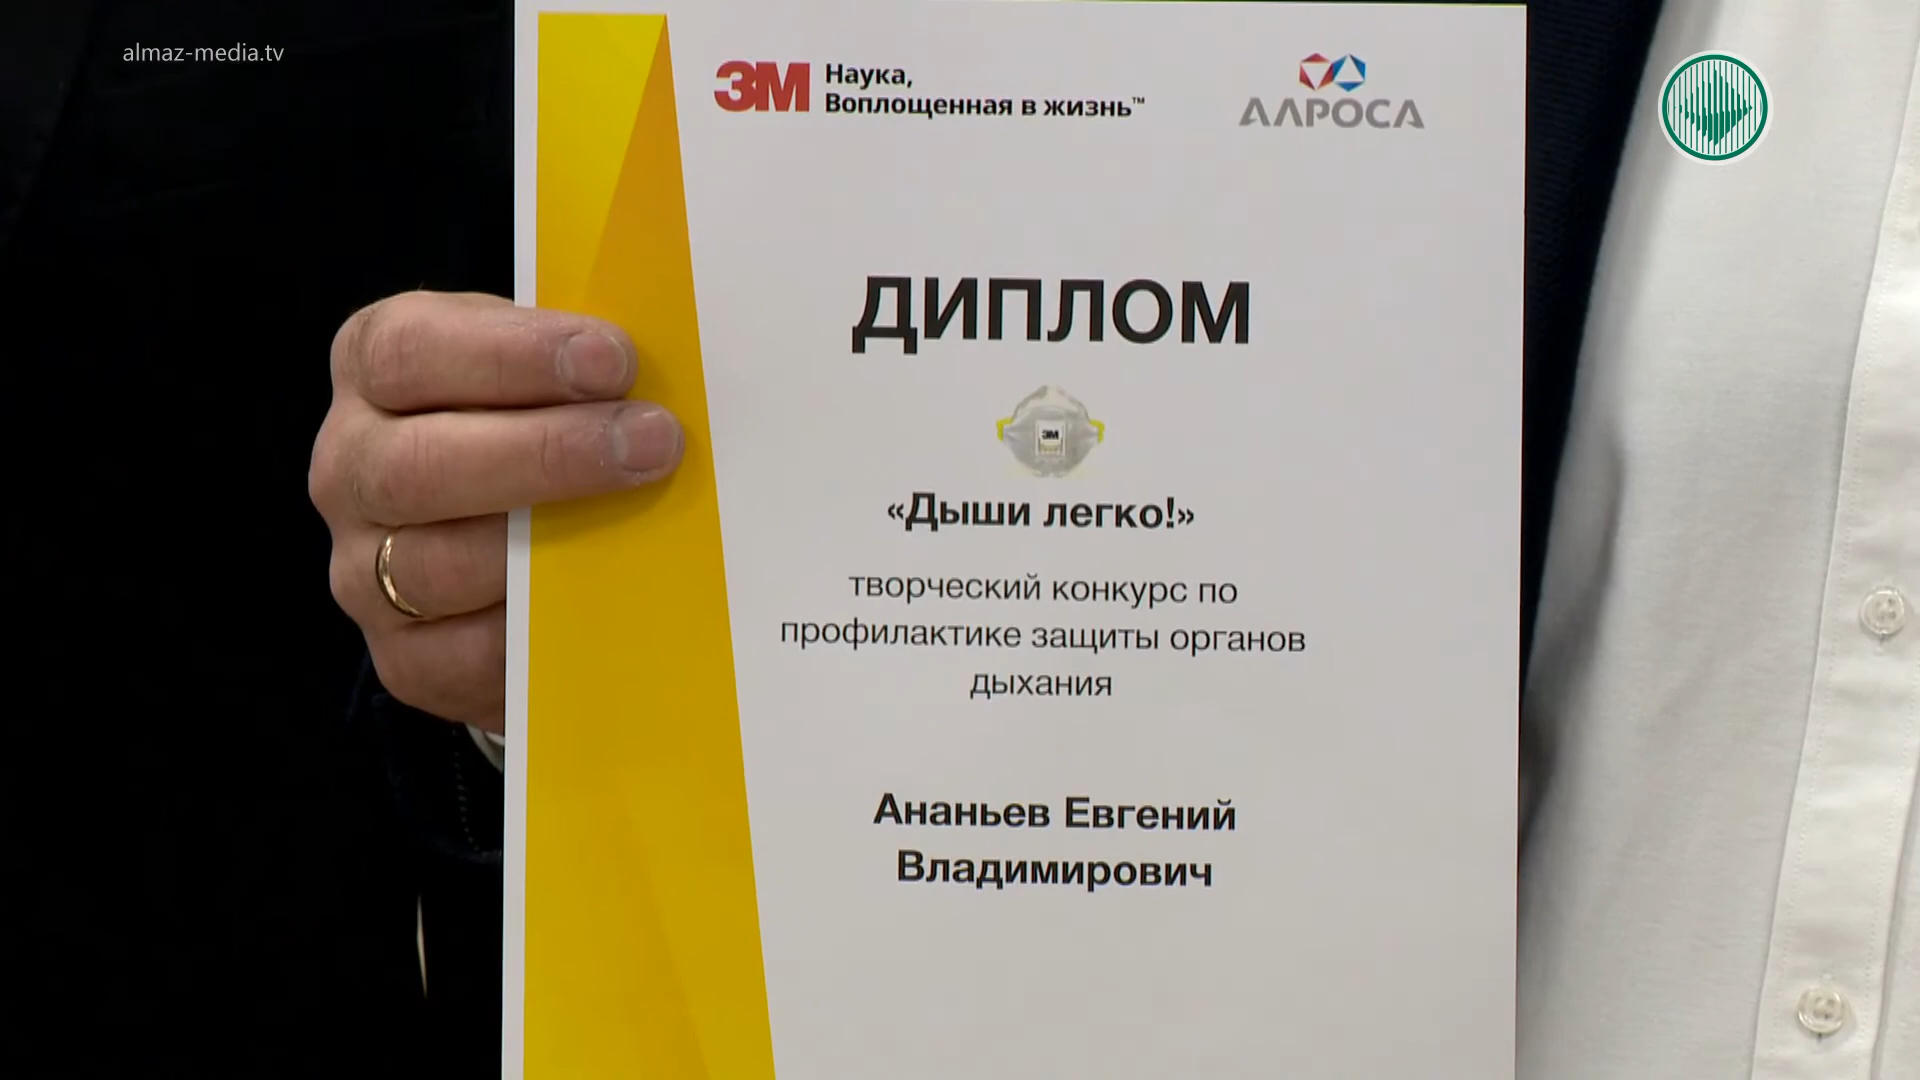 almaz-media.tv
3M Наука,
Воплощенная в жизнь™
АЛРОСА
ДИПЛОМ
3M
«Дыши легко!»
творческий конкурс по
профилактике защиты органов
дыхания
Ананьев Евгений
Владимирович